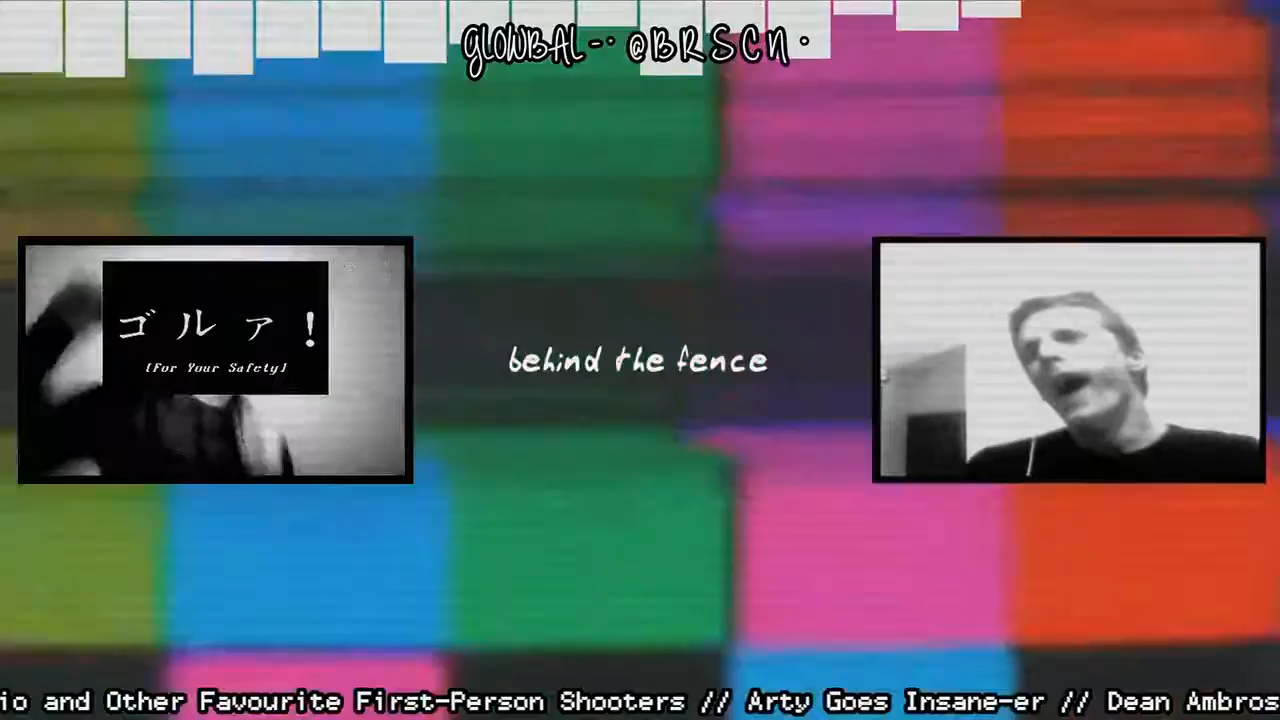 GLOWBAL -· @BRSCN ·
ゴルァ!
[For Your Safety]
behind the fence
io and Other Favourite First-Person Shooters // Arty Goes Insane-er // Dean Ambros